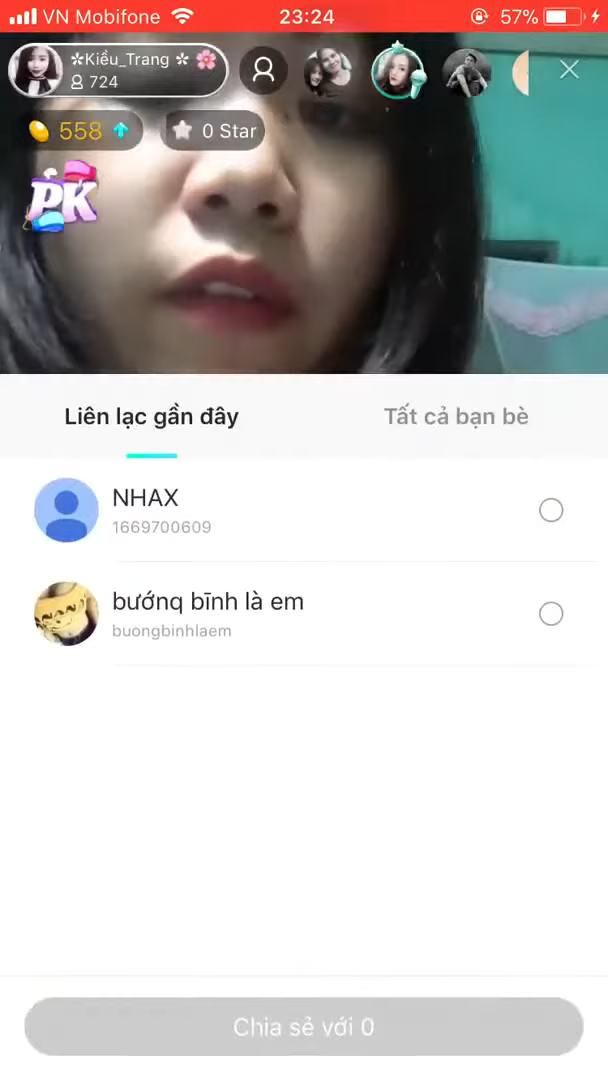 VN Mobifone 23:24 57%
✲Kiều_Trang ✲ 🌸
724
558 0 Star
PK
Liên lạc gần đây Tất cả bạn bè
NHAX
1669700609
bướnq bīnh là em
buongbinhlaem
Chia sẻ với 0